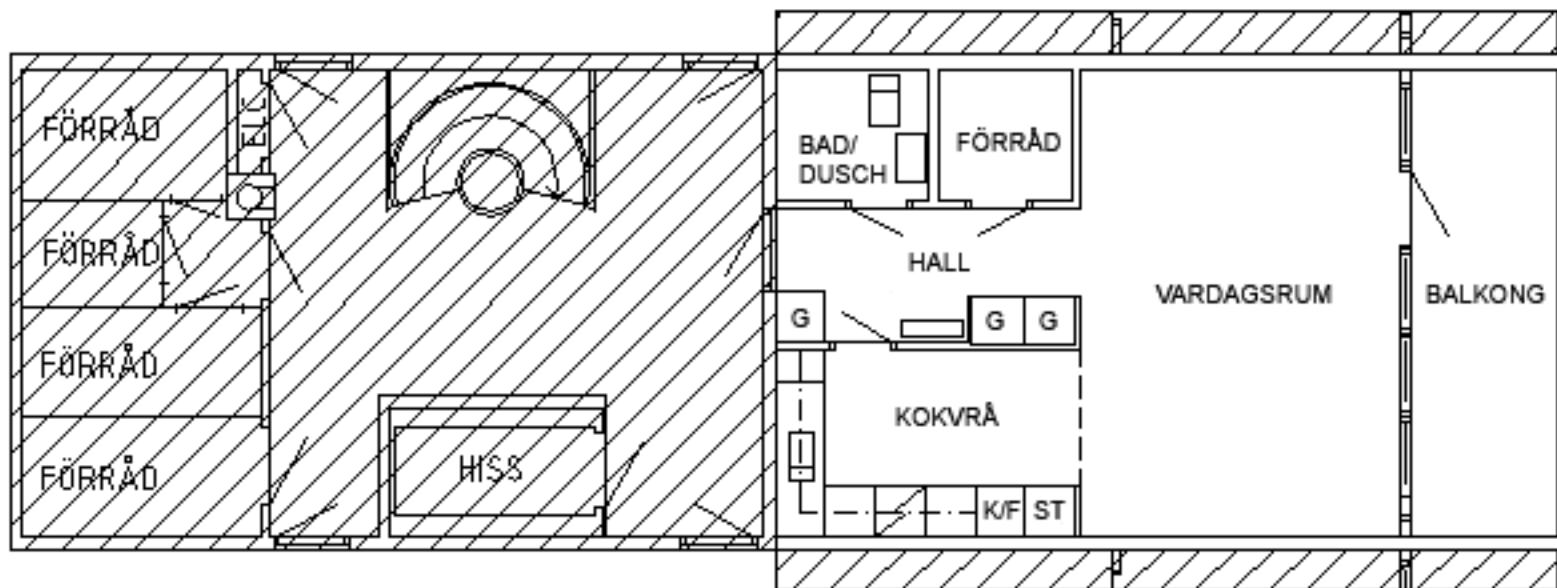 FÖRRÅD
ELC
FÖRRÅD
FÖRRÅD
FÖRRÅD
HISS
BAD/
DUSCH
FÖRRÅD
HALL
G
G
G
KOKVRÅ
K/F
ST
VARDAGSRUM
BALKONG